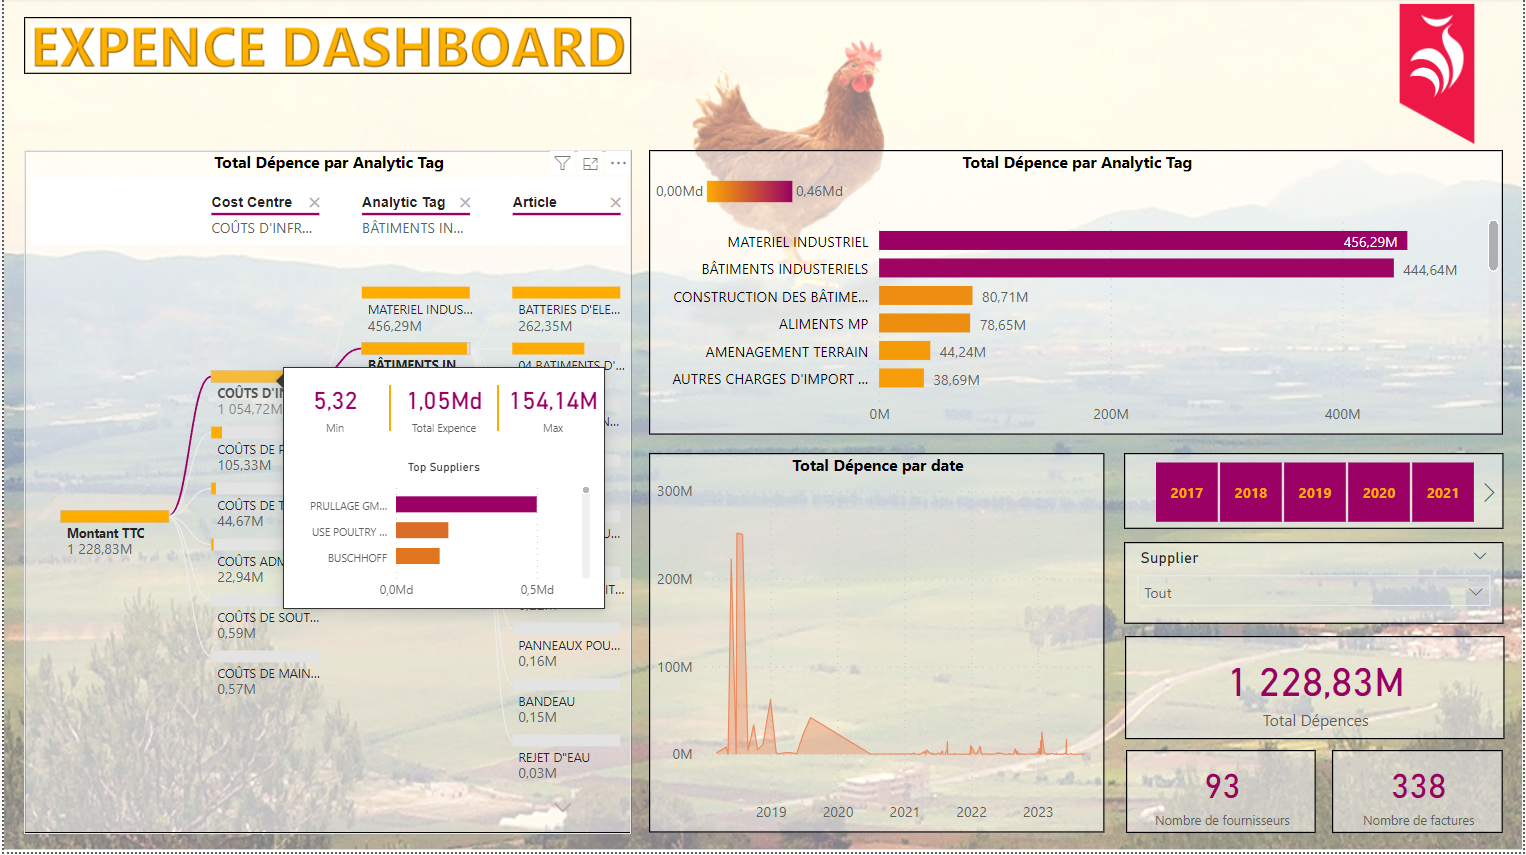 EXPENCE DASHBOARD
Total Dépence par Analytic Tag
Cost Centre
COÛTS D'INFR...
Analytic Tag
BÂTIMENTS IN...
Article
MATERIEL INDUS...
456,29M
BATTERIES D'ELE...
262,35M
BÂTIMENTS IN
04 BATIMENTS D'...
COÛTS D'IN
1 054,72M
COÛTS DE P
105,33M
COÛTS DE T
44,67M
Montant TTC
1 228,83M
COÛTS ADM
22,94M
COÛTS DE SOUT...
0,59M
COÛTS DE MAIN...
0,57M
PANNEAUX POU...
0,16M
BANDEAU
0,15M
REJET D"EAU
0,03M
5,32
Min
1,05Md
Total Expence
154,14M
Max
Top Suppliers
PRULLAGE GM...
USE POULTRY ...
BUSCHHOFF
0,0Md
0,5Md
Total Dépence par Analytic Tag
0,00Md
0,46Md
MATERIEL INDUSTRIEL
456,29M
BÂTIMENTS INDUSTERIELS
444,64M
CONSTRUCTION DES BÂTIME...
80,71M
ALIMENTS MP
78,65M
AMENAGEMENT TERRAIN
44,24M
AUTRES CHARGES D'IMPORT ...
38,69M
0M
200M
400M
Total Dépence par date
300M
200M
100M
0M
2019
2020
2021
2022
2023
2017
2018
2019
2020
2021
Supplier
Tout
1 228,83M
Total Dépences
93
Nombre de fournisseurs
338
Nombre de factures